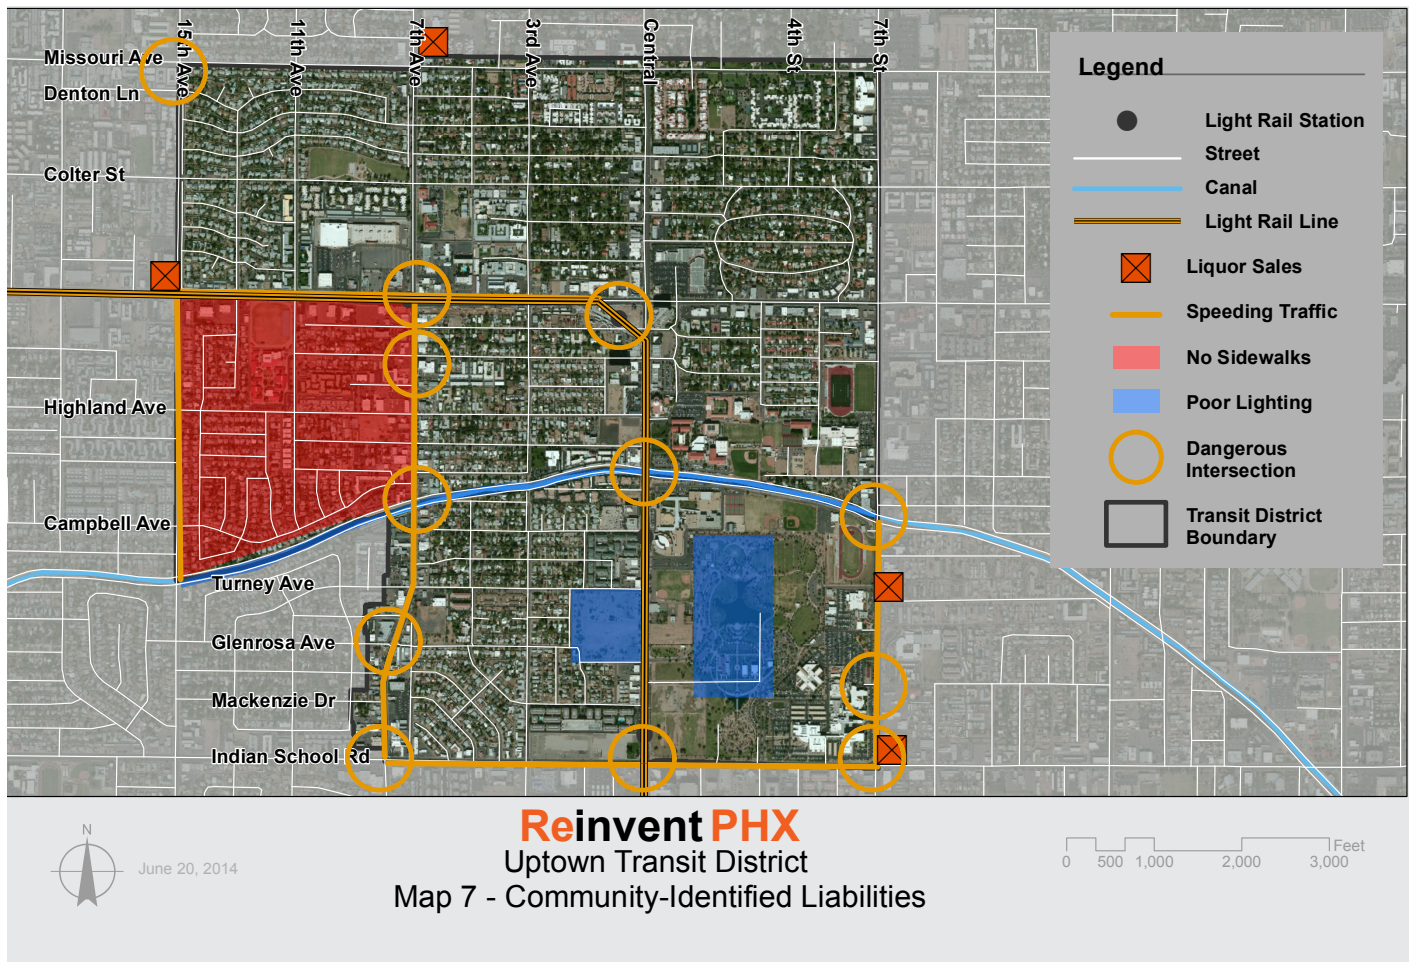 15th Ave
11th Ave
7th Ave
3rd Ave
Central
4th St
7th St
Missouri Ave
Denton Ln
Colter St
Highland Ave
Campbell Ave
Turney Ave
Glenrosa Ave
Mackenzie Dr
Indian School Rd
Legend
Light Rail Station
Street
Canal
Light Rail Line
Liquor Sales
Speeding Traffic
No Sidewalks
Poor Lighting
Dangerous
Intersection
Transit District
Boundary
N
June 20, 2014
Reinvent PHX
Uptown Transit District
Map 7 - Community-Identified Liabilities
Feet
0 500 1,000 2,000 3,000